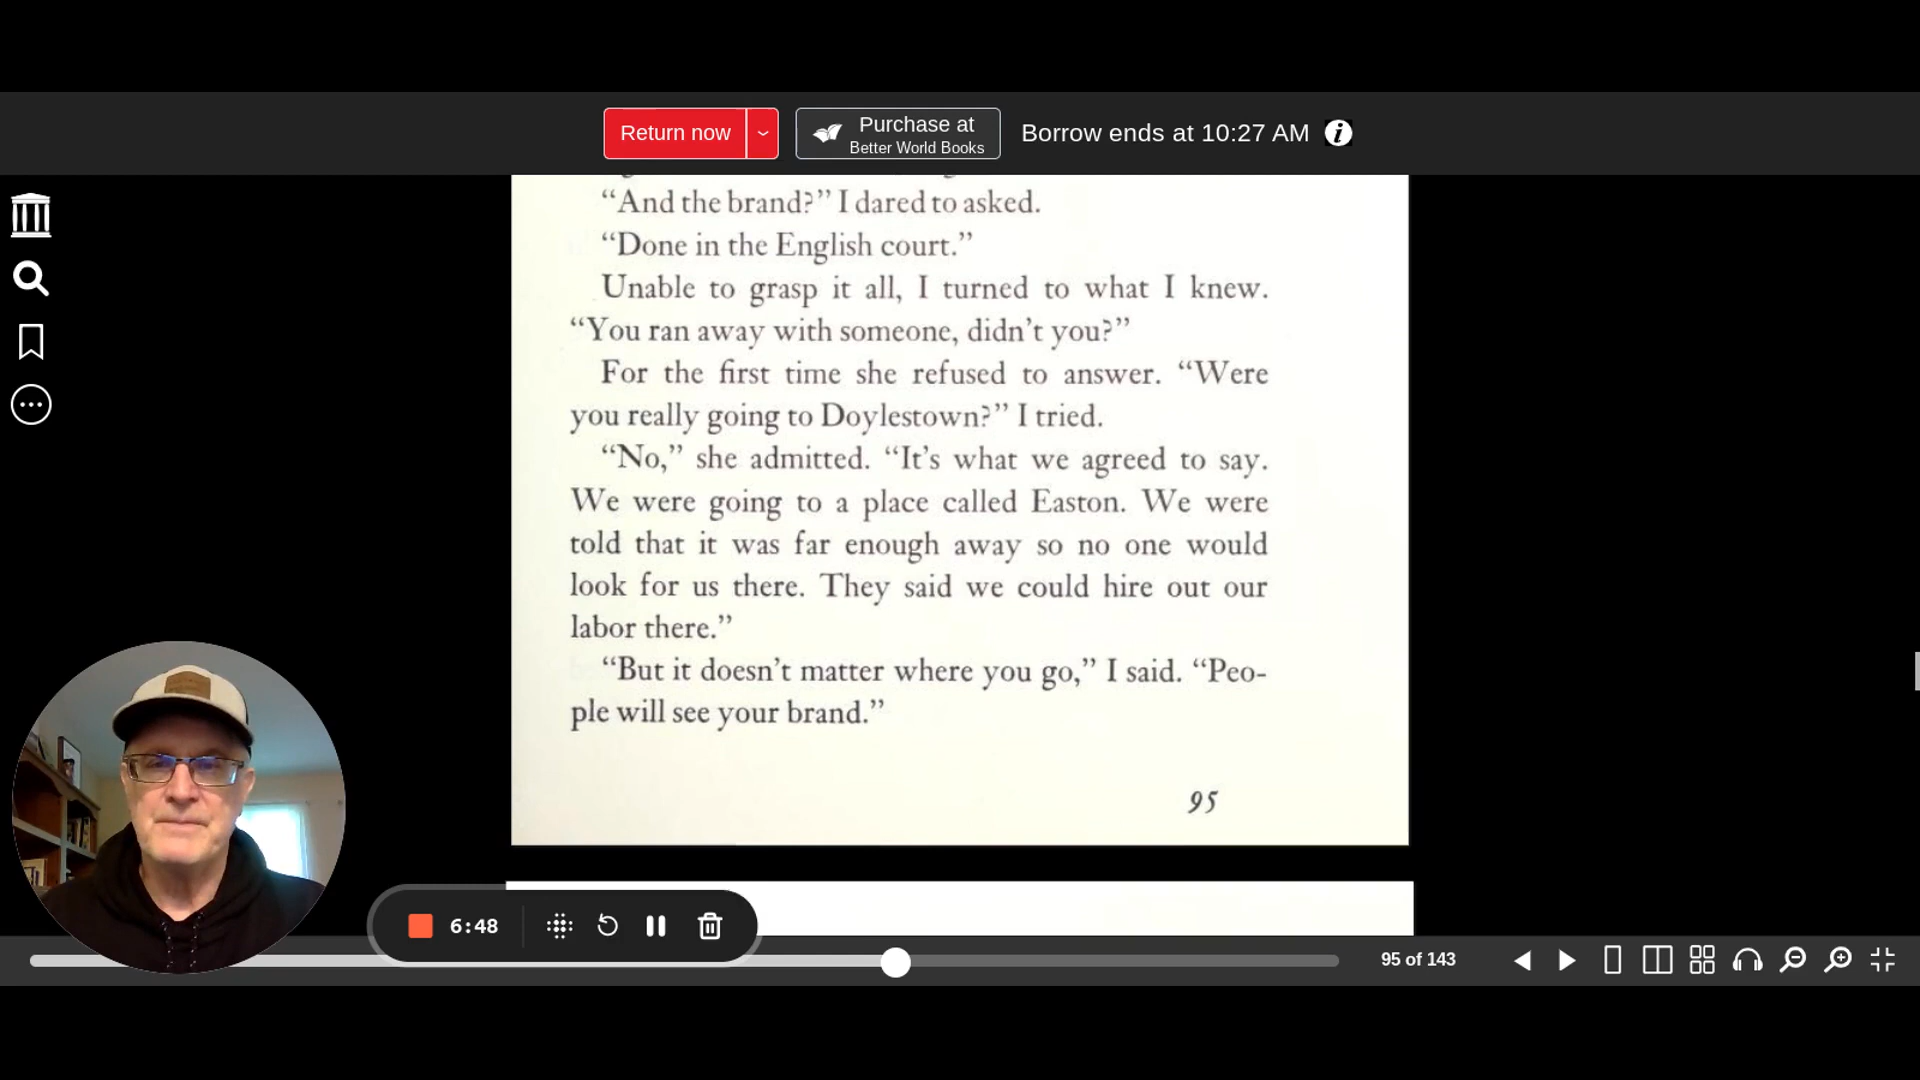 Return now
Purchase at
Better World Books
Borrow ends at 10:27 AM
“And the brand?” I dared to asked.
“Done in the English court.”
Unable to grasp it all, I turned to what I knew.
“You ran away with someone, didn’t you?”
For the first time she refused to answer. “Were
you really going to Doylestown?” I tried.
“No,” she admitted. “It’s what we agreed to say.
We were going to a place called Easton. We were
told that it was far enough away so no one would
look for us there. They said we could hire out our
labor there.”
“But it doesn’t matter where you go,” I said. “Peo-
ple will see your brand.”
95
6:48
95 of 143